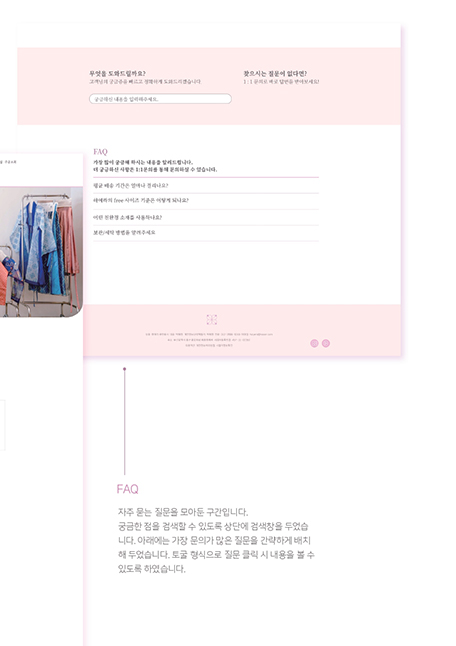 무엇을 도와드릴까요?
고객님의 궁금증을 빠르고 정확하게 도와드리겠습니다
찾으시는 질문이 없다면?
1 : 1 문의로 바로 답변을 받아보세요!
궁금하신 내용을 입력해주세요.
FAQ
가장 많이 궁금해 하시는 내용을 알려드립니다.
더 궁금하신 사항은 1:1문의를 통해 문의하실 수 있습니다.
발굴 배송 기간은 얼마나 걸리나요?
free 사이즈 기준은 어떻게 되나요?
어떤 친환경 소재를 사용하나요?
보관/세탁 방법을 알려주세요
FAQ
자주 묻는 질문을 모아둔 구간입니다.
궁금한 점을 검색할 수 있도록 상단에 검색창을 두었습
니다. 아래에는 가장 문의가 많은 질문을 간략하게 배치
해 두었습니다. 토굴 형식으로 질문 클릭 시 내용을 볼 수
있도록 하였습니다.